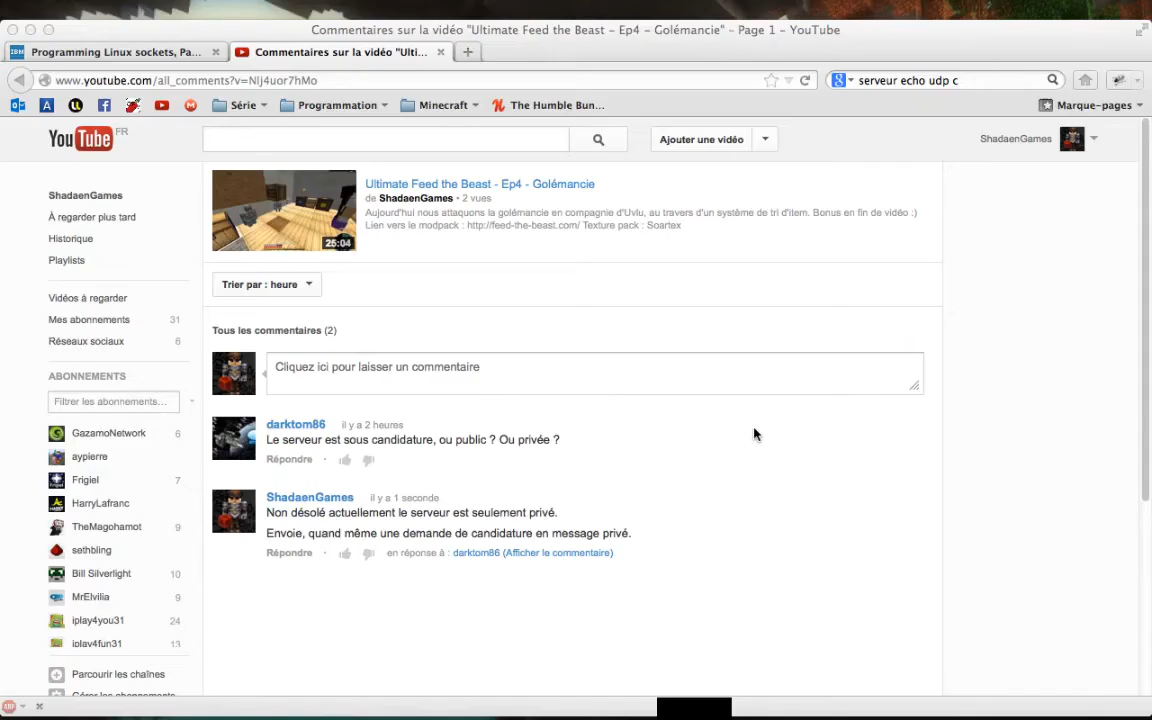 Commentaires sur la vidéo "Ultimate Feed the Beast - Ep4 - Golémancie" - Page 1 - YouTube
Programming Linux sockets, Pa...
Commentaires sur la vidéo "Ulti...
www.youtube.com/all_comments?v=NIj4uor7hMo
serveur echo udp c
Série
Programmation
Minecraft
The Humble Bun...
Marque-pages
YouTube FR
Ajouter une vidéo
ShadaenGames
ShadaenGames
À regarder plus tard
Historique
Playlists
Vidéos à regarder
Mes abonnements 31
Réseaux sociaux 6
ABONNEMENTS
Filtrer les abonnements...
GazamoNetwork 6
aypierre
Frigiel 7
HarryLafranc
TheMagohamot 9
sethbling
Bill Silverlight 10
MrElvilia 9
iplay4you31 24
iplay4fun31 13
Parcourir les chaînes
Gérer les abonnements
25:04
Ultimate Feed the Beast - Ep4 - Golémancie
de ShadaenGames • 2 vues
Aujourd'hui nous attaquons la golémancie en compagnie d'Uvlu, au travers d'un système de tri d'item. Bonus en fin de vidéo :)
Lien vers le modpack : http://feed-the-beast.com/ Texture pack : Soartex
Trier par : heure
Tous les commentaires (2)
Cliquez ici pour laisser un commentaire
darktom86 il y a 2 heures
Le serveur est sous candidature, ou public ? Ou privée ?
Répondre ·
ShadaenGames il y a 1 seconde
Non désolé actuellement le serveur est seulement privé.
Envoie, quand même une demande de candidature en message privé.
Répondre · en réponse à : darktom86 (Afficher le commentaire)
ABP